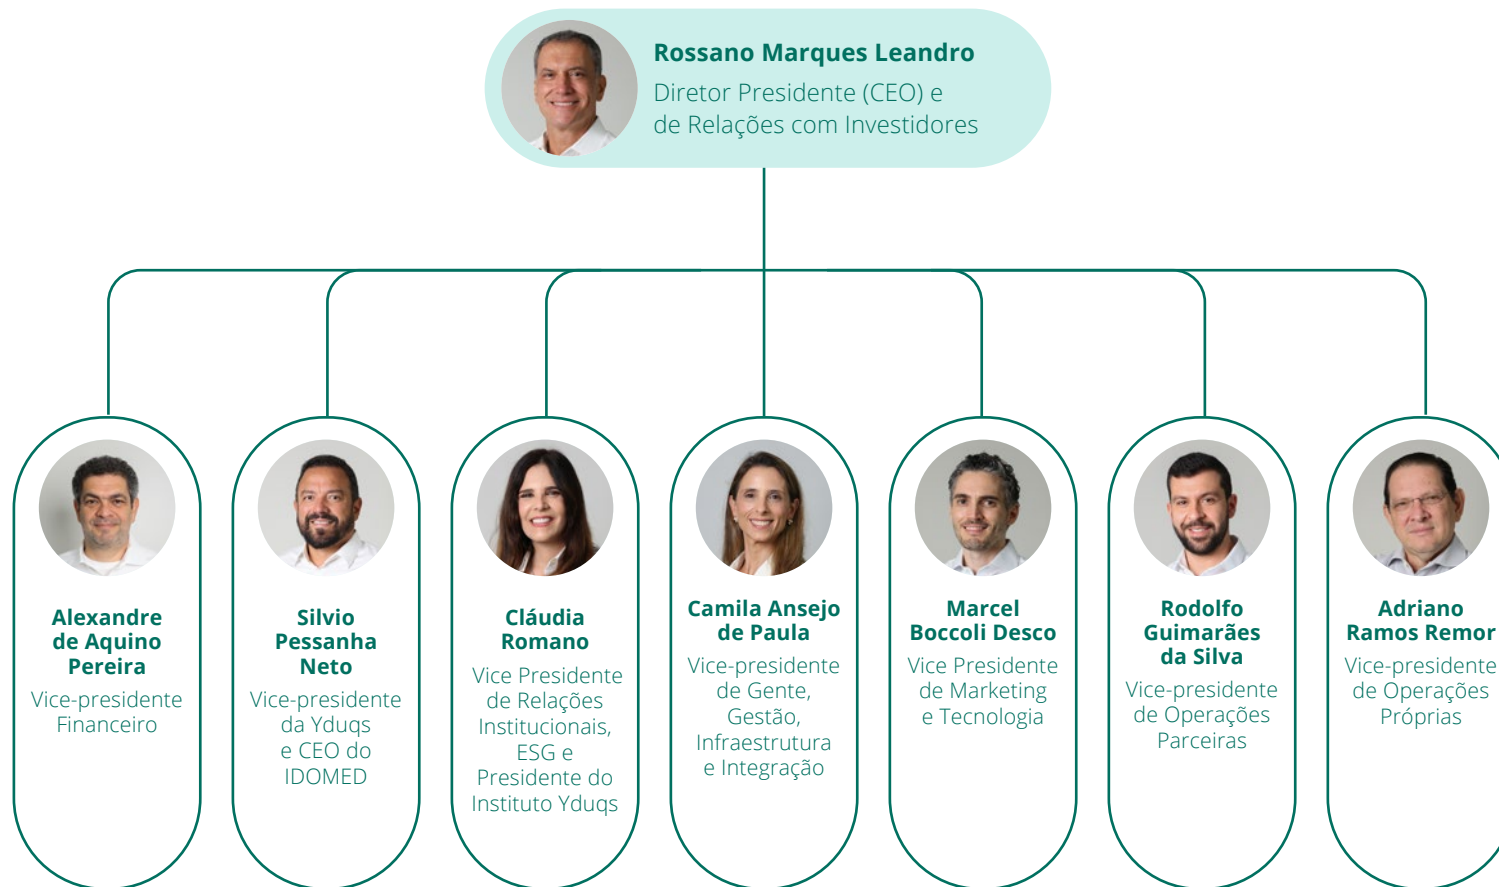 Rossano Marques Leandro
Diretor Presidente (CEO) e
de Relações com Investidores
Alexandre
de Aquino
Pereira
Vice-presidente
Financeiro
Silvio
Pessanha
Neto
Vice-presidente
da Yduqs
e CEO do
IDOMED
Cláudia
Romano
Vice Presidente
de Relações
Institucionais,
ESG e
Presidente do
Instituto Yduqs
Camila Ansejo
de Paula
Vice-presidente
de Gente,
Gestão,
Infraestrutura
e Integração
Marcel
Boccoli Desco
Vice Presidente
de Marketing
e Tecnologia
Rodolfo
Guimarães
da Silva
Vice-presidente
de Operações
Parceiras
Adriano
Ramos Remor
Vice-presidente
de Operações
Próprias